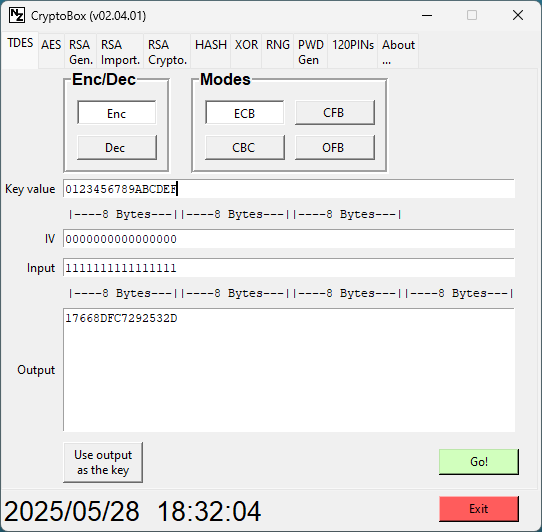 NZ CryptoBox (v02.04.01)
TDES AES RSA Gen. RSA Import. RSA Crypto. HASH XOR RNG PWD Gen 120PINs About ...
Enc/Dec Modes
Enc ECB CFB
Dec CBC OFB
Key value 0123456789ABCDEF
|----8 Bytes---||----8 Bytes---||----8 Bytes---|
IV 0000000000000000
Input 1111111111111111
|----8 Bytes---||----8 Bytes---||----8 Bytes---||----8 Bytes---|
Output 17668DFC7292532D
Use output
as the key
Go!
2025/05/28 18:32:04 Exit